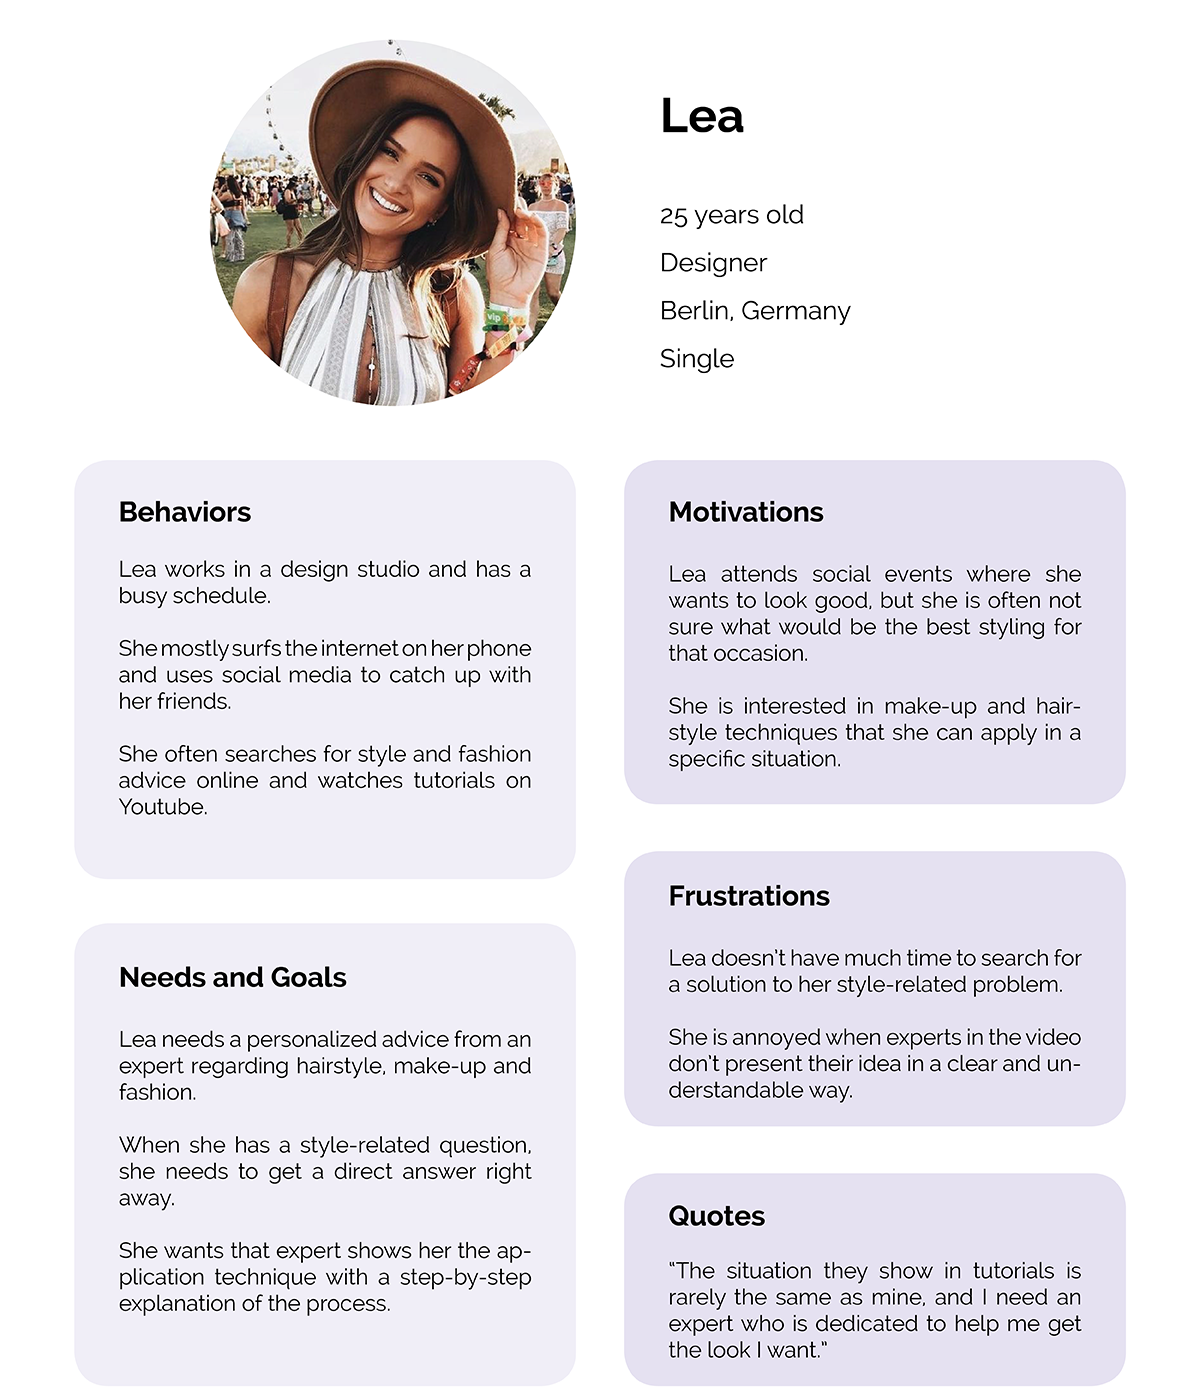 Lea
25 years old
Designer
Berlin, Germany
Single
vip
Behaviors
Lea works in a design studio and has a
busy schedule.
She mostly surfs the internet on her phone
and uses social media to catch up with
her friends.
She often searches for style and fashion
advice online and watches tutorials on
Youtube.
Needs and Goals
Lea needs a personalized advice from an
expert regarding hairstyle, make-up and
fashion.
When she has a style-related question,
she needs to get a direct answer right
away.
She wants that expert shows her the ap-
plication technique with a step-by-step
explanation of the process.
Motivations
Lea attends social events where she
wants to look good, but she is often not
sure what would be the best styling for
that occasion.
She is interested in make-up and hair-
style techniques that she can apply in a
specific situation.
Frustrations
Lea doesn't have much time to search for
a solution to her style-related problem.
She is annoyed when experts in the video
don't present their idea in a clear and un-
derstandable way.
Quotes
“The situation they show in tutorials is
rarely the same as mine, and I need an
expert who is dedicated to help me get
the look I want.”